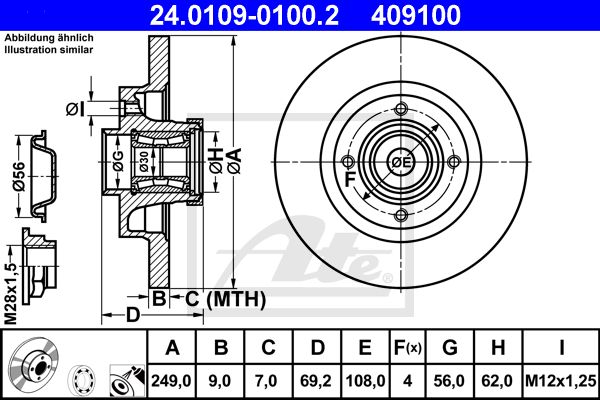 24.0109-0100.2 409100
Abbildung ähnlich
Illustration similar
ØI
ØG
Ø30
ØH
ØA
Ø56
M28x1,5
F
ØE
B
C (MTH)
D
Ate
A B C D E F(x) G H I
249,0 9,0 7,0 69,2 108,0 4 56,0 62,0 M12x1,25